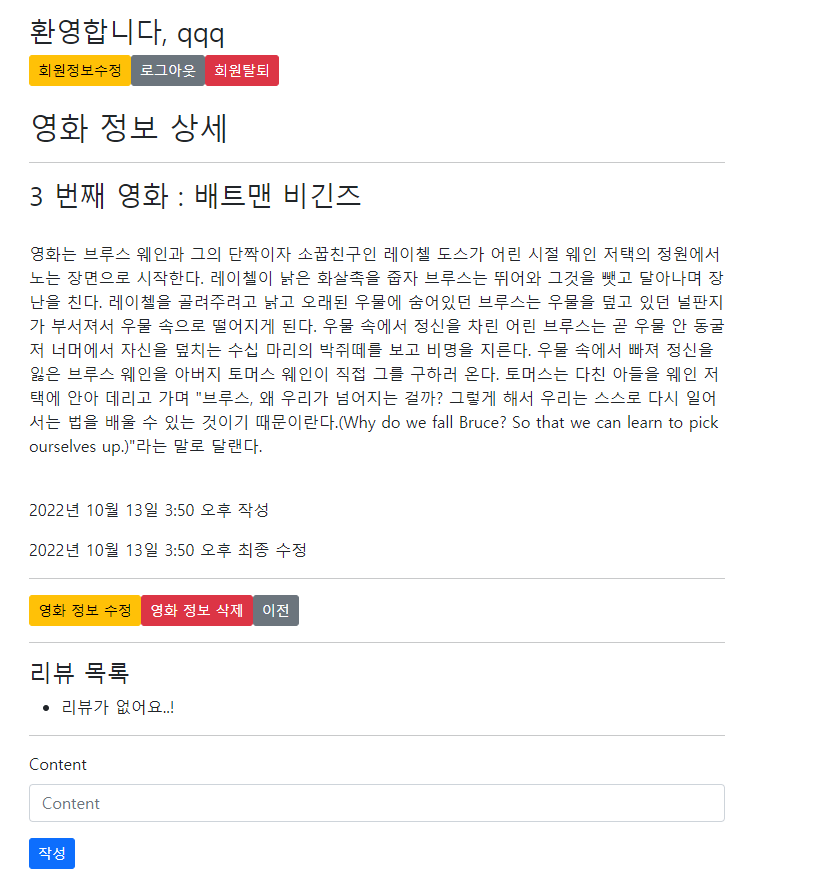 환영합니다, qqq
회원정보수정 로그아웃 회원탈퇴
영화 정보 상세
3 번째 영화 : 배트맨 비긴즈
영화는 브루스 웨인과 그의 단짝이자 소꿉친구인 레이첼 도스가 어린 시절 웨인 저택의 정원에서
노는 장면으로 시작한다. 레이첼이 낡은 화살촉을 줍자 브루스는 뛰어와 그것을 뺏고 달아나며 장
난을 친다. 레이첼을 골려주려고 낡고 오래된 우물에 숨어있던 브루스는 우물을 덮고 있던 널판지
가 부서져서 우물 속으로 떨어지게 된다. 우물 속에서 정신을 차린 어린 브루스는 곧 우물 안 동굴
저 너머에서 자신을 덮치는 수십 마리의 박쥐떼를 보고 비명을 지른다. 우물 속에서 빠져 정신을
잃은 브루스 웨인을 아버지 토머스 웨인이 직접 그를 구하러 온다. 토머스는 다친 아들을 웨인 저
택에 안아 데리고 가며 "브루스, 왜 우리가 넘어지는 걸까? 그렇게 해서 우리는 스스로 다시 일어
서는 법을 배울 수 있는 것이기 때문이란다.(Why do we fall Bruce? So that we can learn to pick
ourselves up.)"라는 말로 달랜다.
2022년 10월 13일 3:50 오후 작성
2022년 10월 13일 3:50 오후 최종 수정
영화 정보 수정 영화 정보 삭제 이전
리뷰 목록
• 리뷰가 없어요..!
Content
Content
작성